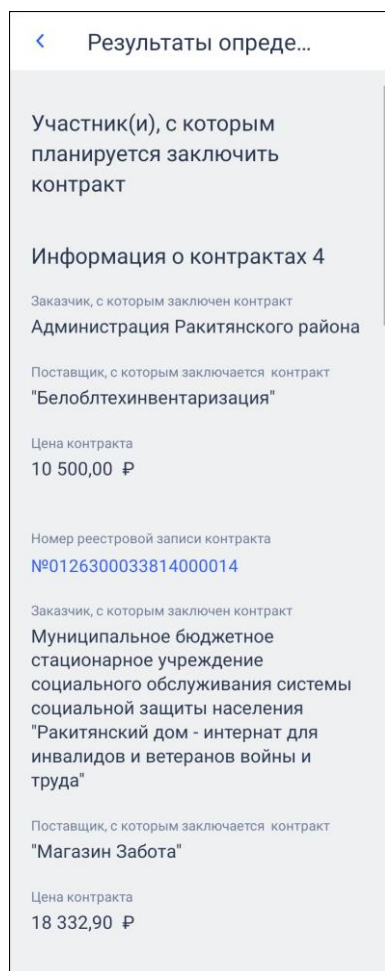 Результаты опреде...
Участник(и), с которым
планируется заключить
контракт
Информация о контрактах 4
Заказчик, с которым заключен контракт
Администрация Ракитянского района
Поставщик, с которым заключается контракт
"Белоблтехинвентаризация"
Цена контракта
10 500,00 ₽
Номер реестровой записи контракта
№0126300033814000014
Заказчик, с которым заключен контракт
Муниципальное бюджетное
стационарное учреждение
социального обслуживания системы
социальной защиты населения
"Ракитянский дом - интернат для
инвалидов и ветеранов войны и
труда"
Поставщик, с которым заключается контракт
"Магазин Забота"
Цена контракта
18 332,90 ₽